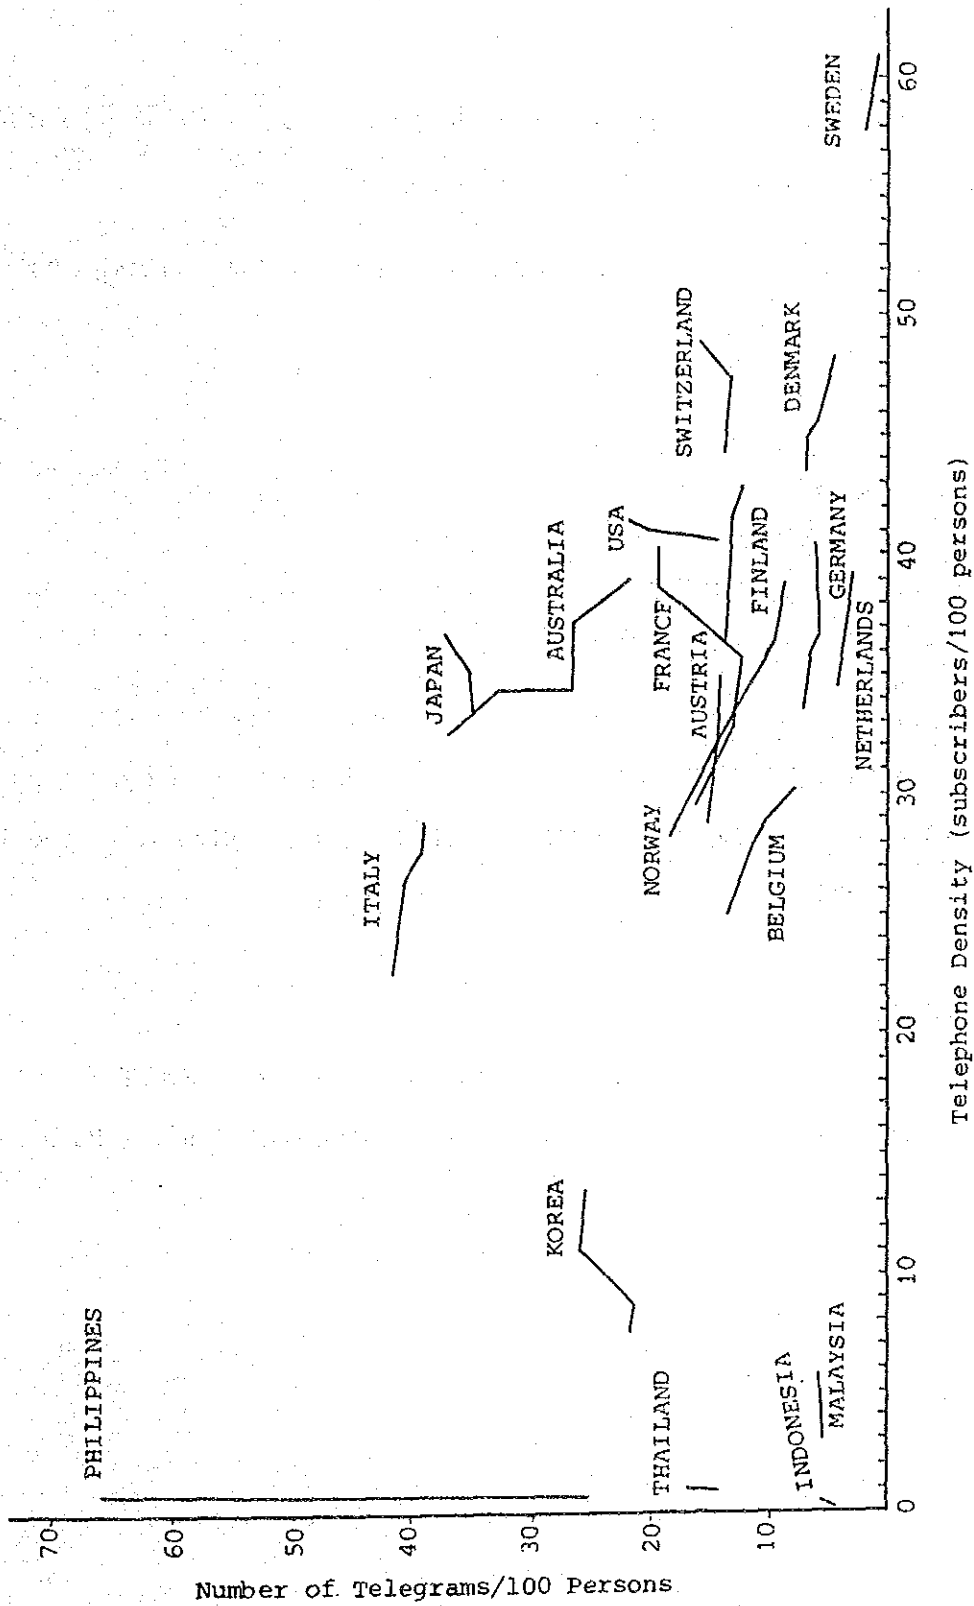 Number of Telegrams/100 Persons
70
60
50
40
30
20
10
PHILIPPINES
ITALY
JAPAN
KOREA
AUSTRALIA
USA
THAILAND
NORWAY
FRANCE
AUSTRIA
SWITZERLAND
FINLAND
BELGIUM
DENMARK
INDONESIA
MALAYSIA
GERMANY
NETHERLANDS
SWEDEN
0
10
20
30
40
50
60
Telephone Density (subscribers/100 persons)